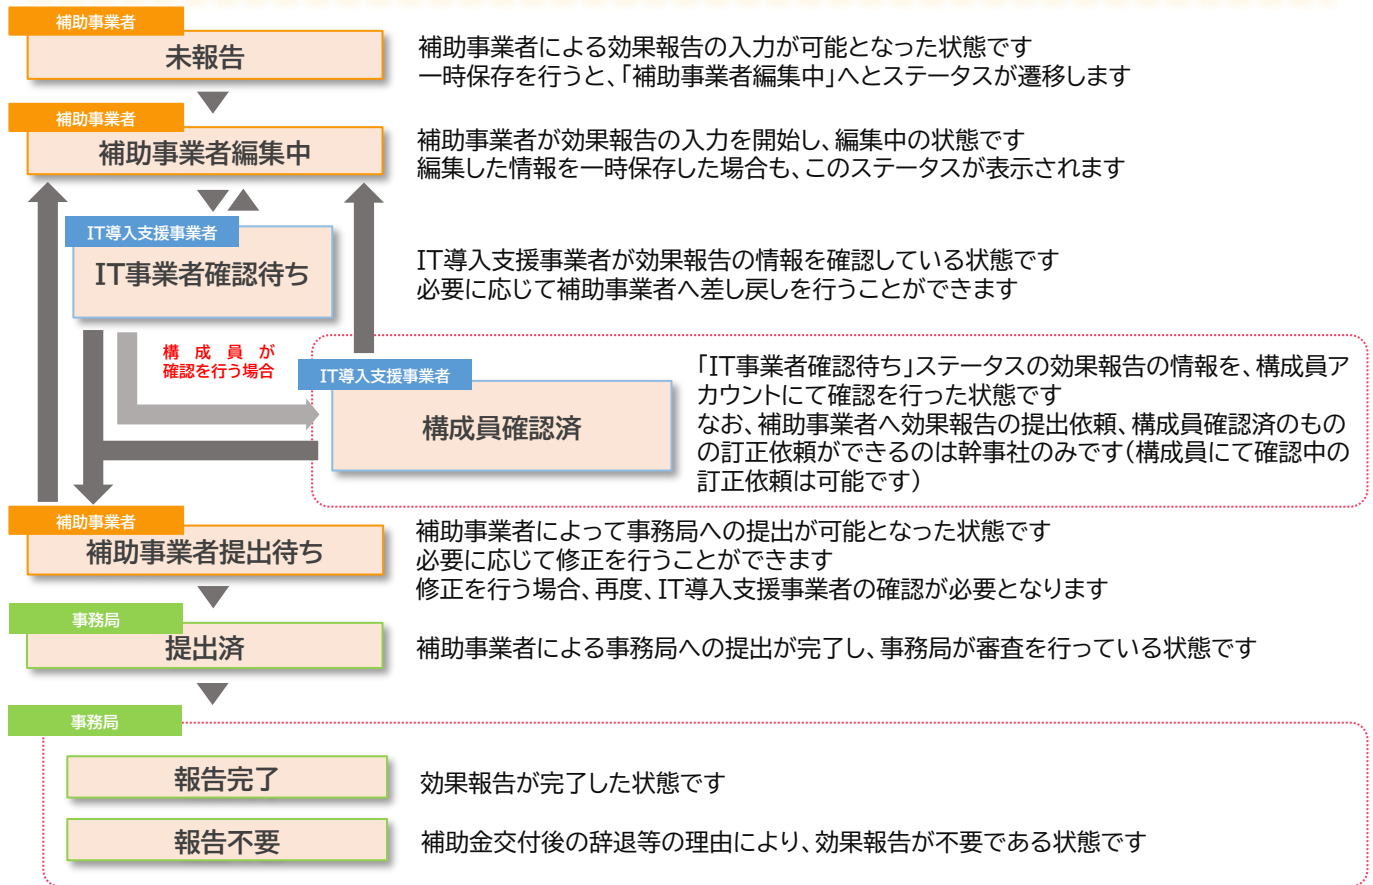 補助事業者
未報告
補助事業者による効果報告の入力が可能となった状態です
一時保存を行うと、「補助事業者編集中」へとステータスが遷移します
補助事業者
補助事業者編集中
補助事業者が効果報告の入力を開始し、編集中の状態です
編集した情報を一時保存した場合も、このステータスが表示されます
IT導入支援事業者
IT事業者確認待ち
IT導入支援事業者が効果報告の情報を確認している状態です
必要に応じて補助事業者へ差し戻しを行うことができます
構成員が
確認を行う場合
IT導入支援事業者
構成員確認済
「IT事業者確認待ち」ステータスの効果報告の情報を、構成員ア
カウントにて確認を行った状態です
なお、補助事業者へ効果報告の提出依頼、構成員確認済のもの
の訂正依頼ができるのは幹事社のみです(構成員にて確認中の
訂正依頼は可能です)
補助事業者
補助事業者提出待ち
補助事業者によって事務局への提出が可能となった状態です
必要に応じて修正を行うことができます
修正を行う場合、再度、IT導入支援事業者の確認が必要となります
事務局
提出済
補助事業者による事務局への提出が完了し、事務局が審査を行っている状態です
事務局
報告完了
効果報告が完了した状態です
報告不要
補助金交付後の辞退等の理由により、効果報告が不要である状態です